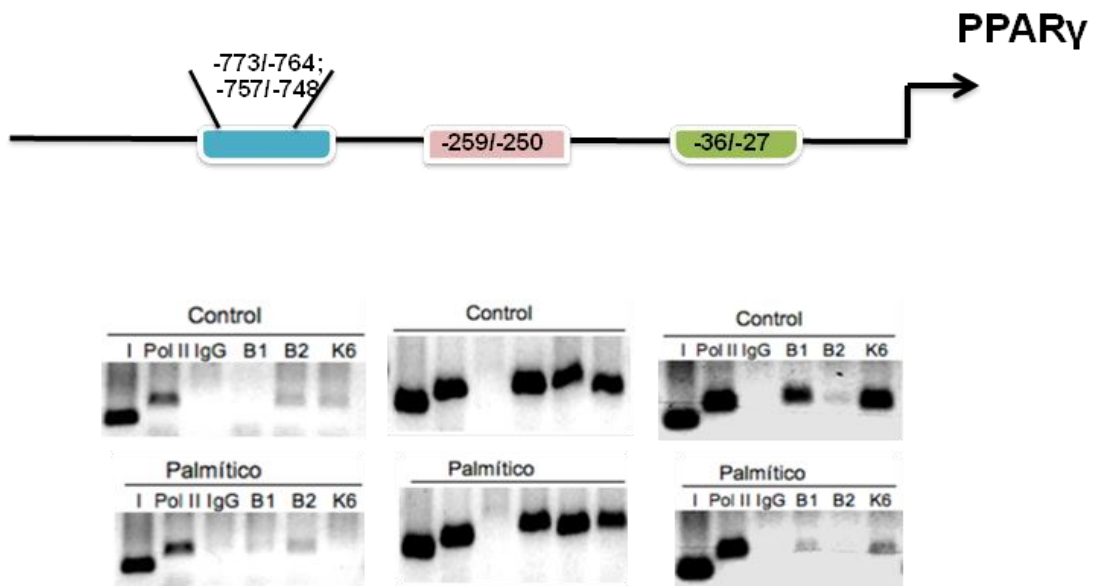 PPARγ
-773/-764;
-757/-748
-259/-250
-36/-27
Control
I Pol II IgG B1 B2 K6
Control
Control
I Pol II IgG B1 B2 K6
Palmítico
I Pol II IgG B1 B2 K6
Palmítico
Palmítico
I Pol II IgG B1 B2 K6